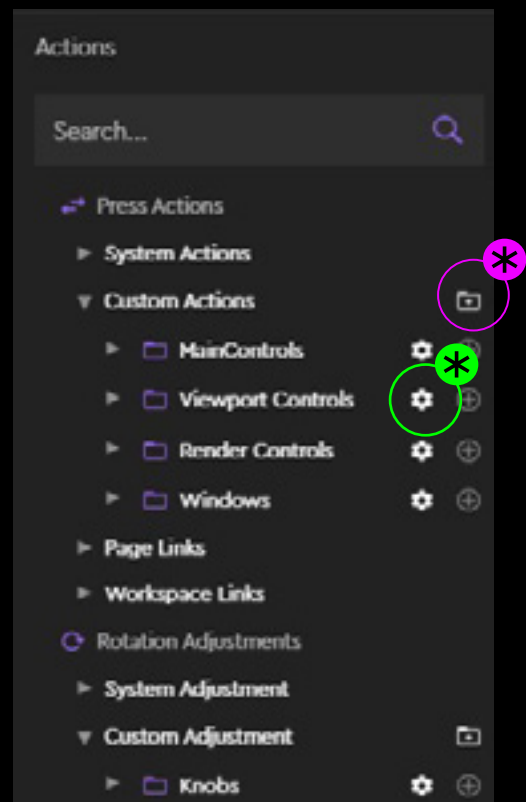 Actions
Search...
Press Actions
System Actions
Custom Actions
MainControls
Viewport Controls
Render Controls
Windows
Page Links
Workspace Links
Rotation Adjustments
System Adjustment
Custom Adjustment
Knobs